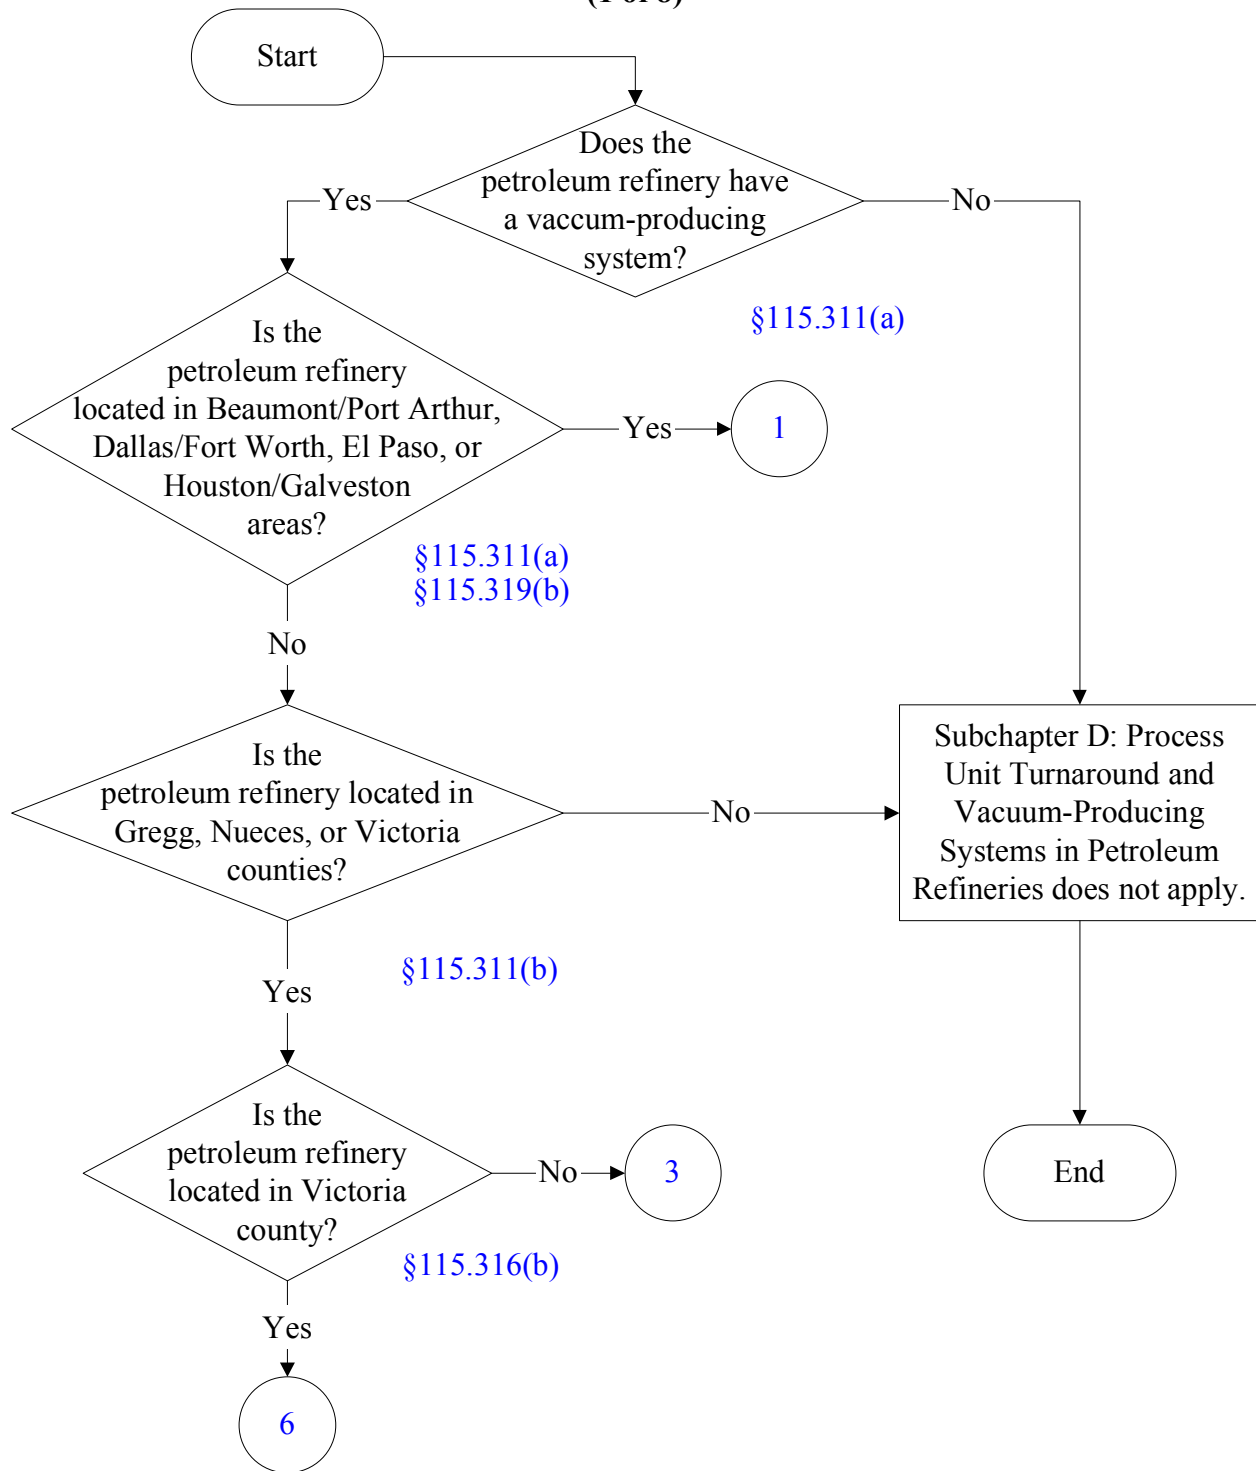 Start
Does the
petroleum refinery have
a vaccum-producing
system?
Yes
No
§115.311(a)
Is the
petroleum refinery
located in Beaumont/Port Arthur,
Dallas/Fort Worth, El Paso, or
Houston/Galveston
areas?
Yes
1
§115.311(a)
§115.319(b)
No
Is the
petroleum refinery located in
Gregg, Nueces, or Victoria
counties?
No
Subchapter D: Process
Unit Turnaround and
Vacuum-Producing
Systems in Petroleum
Refineries does not apply.
§115.311(b)
Yes
Is the
petroleum refinery
located in Victoria
county?
No
3
End
§115.316(b)
Yes
6